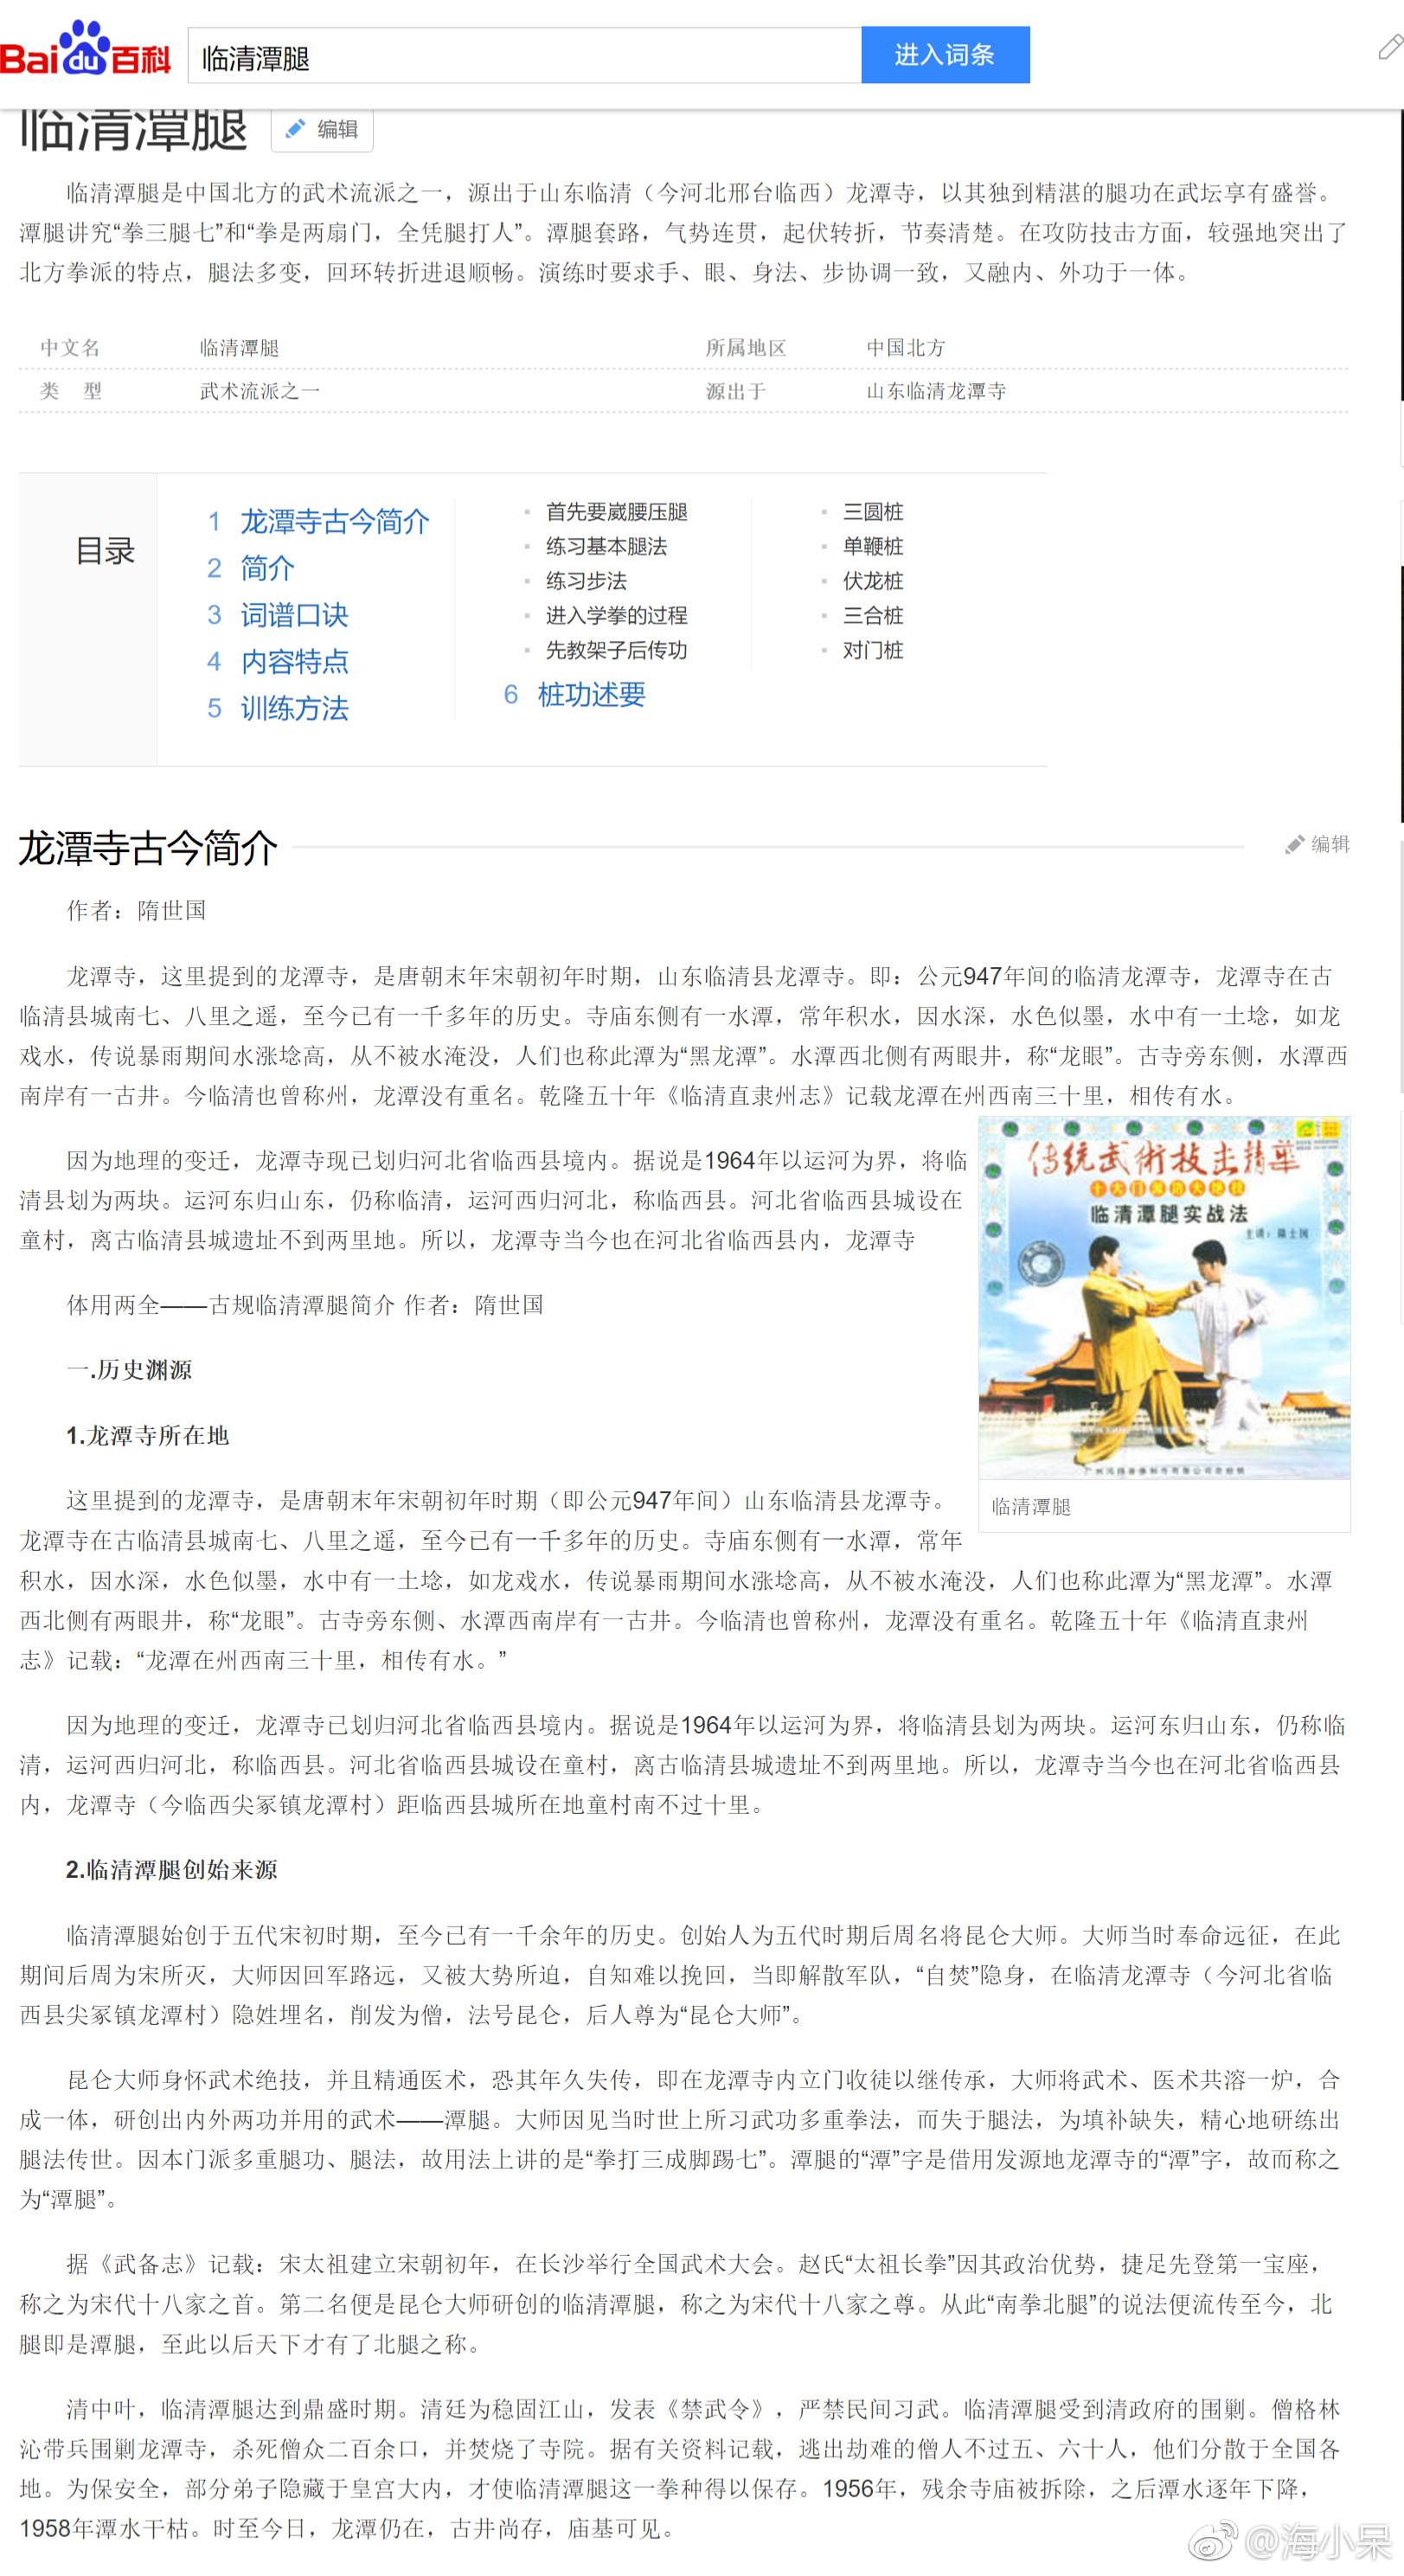 Bai du 百科
临清潭腿
进入词条
临清潭腿
编辑
临清潭腿是中国北方的武术流派之一，源出于山东临清（今河北邢台临西）龙潭寺，以其独到精湛的腿功在武坛享有盛誉。
潭腿讲究“拳三腿七”和“拳是两扇门，全凭腿打人”。潭腿套路，气势连贯，起伏转折，节奏清楚。在攻防技击方面，较强地突出了
北方拳派的特点，腿法多变，回环转折进退顺畅。演练时要求手、眼、身法、步协调一致，又融内、外功于一体。
中文名 临清潭腿 所属地区 中国北方
类 型 武术流派之一 源出于 山东临清龙潭寺
目录
1 龙潭寺古今简介
2 简介
3 词谱口诀
4 内容特点
5 训练方法
首先要崴腰压腿
练习基本腿法
练习步法
进入学拳的过程
先教架子后传功
6 桩功述要
三圆桩
单鞭桩
伏龙桩
三合桩
对门桩
龙潭寺古今简介
编辑
作者：隋世国
龙潭寺，这里提到的龙潭寺，是唐朝末年宋朝初年时期，山东临清县龙潭寺。即：公元947年间的临清龙潭寺，龙潭寺在古
临清县城南七、八里之遥，至今已有一千多年的历史。寺庙东侧有一水潭，常年积水，因水深，水色似墨，水中有一土埝，如龙
戏水，传说暴雨期间水涨埝高，从不被水淹没，人们也称此潭为“黑龙潭”。水潭西北侧有两眼井，称“龙眼”。古寺旁东侧，水潭西
南岸有一古井。今临清也曾称州，龙潭没有重名。乾隆五十年《临清直隶州志》记载龙潭在州西南三十里，相传有水。
因为地理的变迁，龙潭寺现已划归河北省临西县境内。据说是1964年以运河为界，将临
清县划为两块。运河东归山东，仍称临清，运河西归河北，称临西县。河北省临西县城设在
童村，离古临清县城遗址不到两里地。所以，龙潭寺当今也在河北省临西县内，龙潭寺
传统武術技击精華
十大门派的大绝技
临清潭腿实战法
临清潭腿
体用两全——古规临清潭腿简介 作者：隋世国
一.历史渊源
1.龙潭寺所在地
这里提到的龙潭寺，是唐朝末年宋朝初年时期（即公元947年间）山东临清县龙潭寺。
龙潭寺在古临清县城南七、八里之遥，至今已有一千多年的历史。寺庙东侧有一水潭，常年
积水，因水深，水色似墨，水中有一土埝，如龙戏水，传说暴雨期间水涨埝高，从不被水淹没，人们也称此潭为“黑龙潭”。水潭
西北侧有两眼井，称“龙眼”。古寺旁东侧、水潭西南岸有一古井。今临清也曾称州，龙潭没有重名。乾隆五十年《临清直隶州
志》记载：“龙潭在州西南三十里，相传有水。”
因为地理的变迁，龙潭寺已划归河北省临西县境内。据说是1964年以运河为界，将临清县划为两块。运河东归山东，仍称临
清，运河西归河北，称临西县。河北省临西县城设在童村，离古临清县城遗址不到两里地。所以，龙潭寺当今也在河北省临西县
内，龙潭寺（今临西尖冢镇龙潭村）距临西县城所在地童村南不过十里。
2.临清潭腿创始来源
临清潭腿始创于五代宋初时期，至今已有一千余年的历史。创始人为五代时期后周名将昆仑大师。大师当时奉命远征，在此
期间后周为宋所灭，大师因回军路远，又被大势所迫，自知难以挽回，当即解散军队，“自焚”隐身，在临清龙潭寺（今河北省临
西县尖冢镇龙潭村）隐姓埋名，削发为僧，法号昆仑，后人尊为“昆仑大师”。
昆仑大师身怀武术绝技，并且精通医术，恐其年久失传，即在龙潭寺内立门收徒以继传承，大师将武术、医术共溶一炉，合
成一体，研创出内外两功并用的武术——潭腿。大师因见当时世上所习武功多重拳法，而失于腿法，为填补缺失，精心地研练出
腿法传世。因本门派多重腿功、腿法，故用法上讲的是“拳打三成脚踢七”。潭腿的“潭”字是借用发源地龙潭寺的“潭”字，故而称之
为“潭腿”。
据《武备志》记载：宋太祖建立宋朝初年，在长沙举行全国武术大会。赵氏“太祖长拳”因其政治优势，捷足先登第一宝座，
称之为宋代十八家之首。第二名便是昆仑大师研创的临清潭腿，称之为宋代十八家之尊。从此“南拳北腿”的说法便流传至今，北
腿即是潭腿，至此以后天下才有了北腿之称。
清中叶，临清潭腿达到鼎盛时期。清廷为稳固江山，发表《禁武令》，严禁民间习武。临清潭腿受到清政府的围剿。僧格林
沁带兵围剿龙潭寺，杀死僧众二百余口，并焚烧了寺院。据有关资料记载，逃出劫难的僧人不过五、六十人，他们分散于全国各
地。为保安全，部分弟子隐藏于皇宫大内，才使临清潭腿这一拳种得以保存。1956年，残余寺庙被拆除，之后潭水逐年下降，
1958年潭水干枯。时至今日，龙潭仍在，古井尚存，庙基可见。
@海小呆